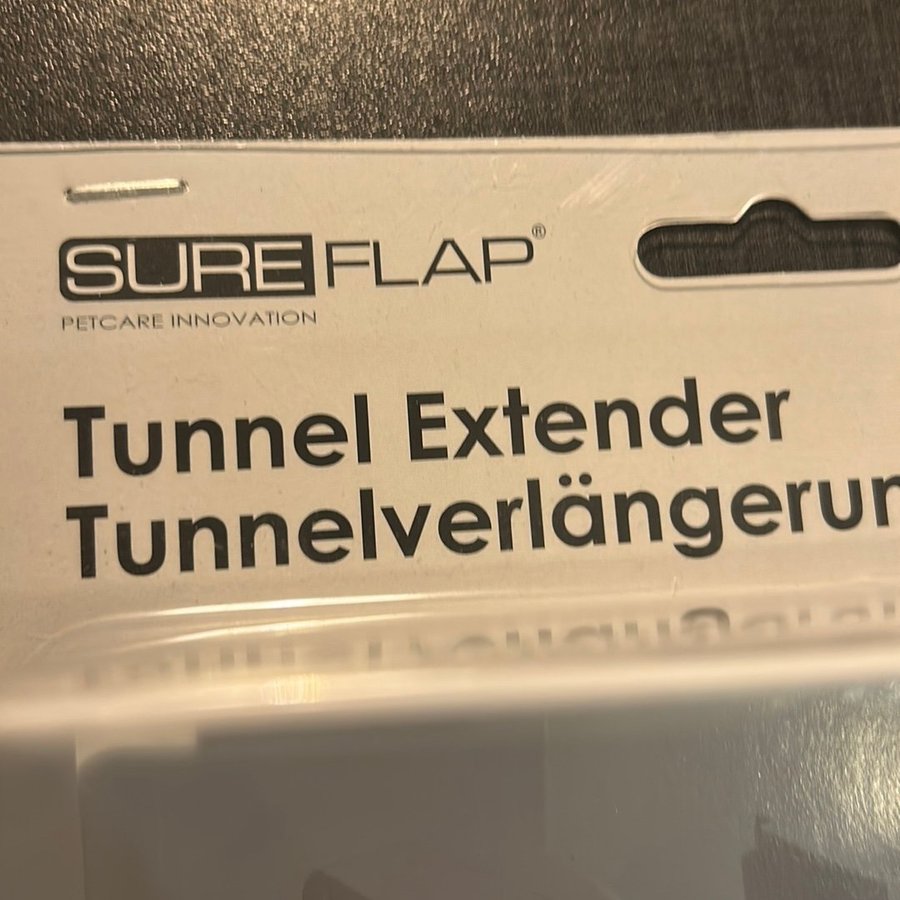 SUREFLAP®
PETCARE INNOVATION
Tunnel Extender
Tunnelverlängerun